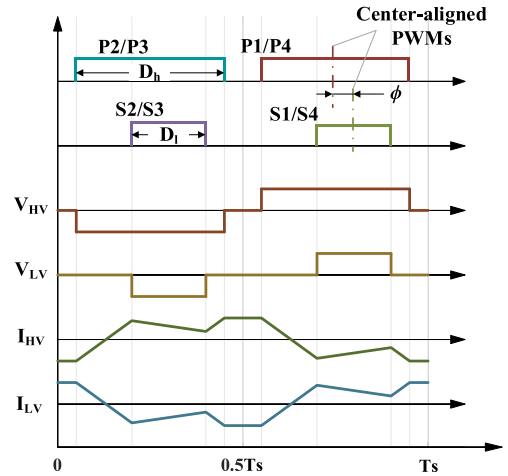 Center-aligned
PWMs
P2/P3
P1/P4
D_h
ϕ
S2/S3
S1/S4
D_l
V_HV
V_LV
I_HV
I_LV
0
0.5Ts
Ts